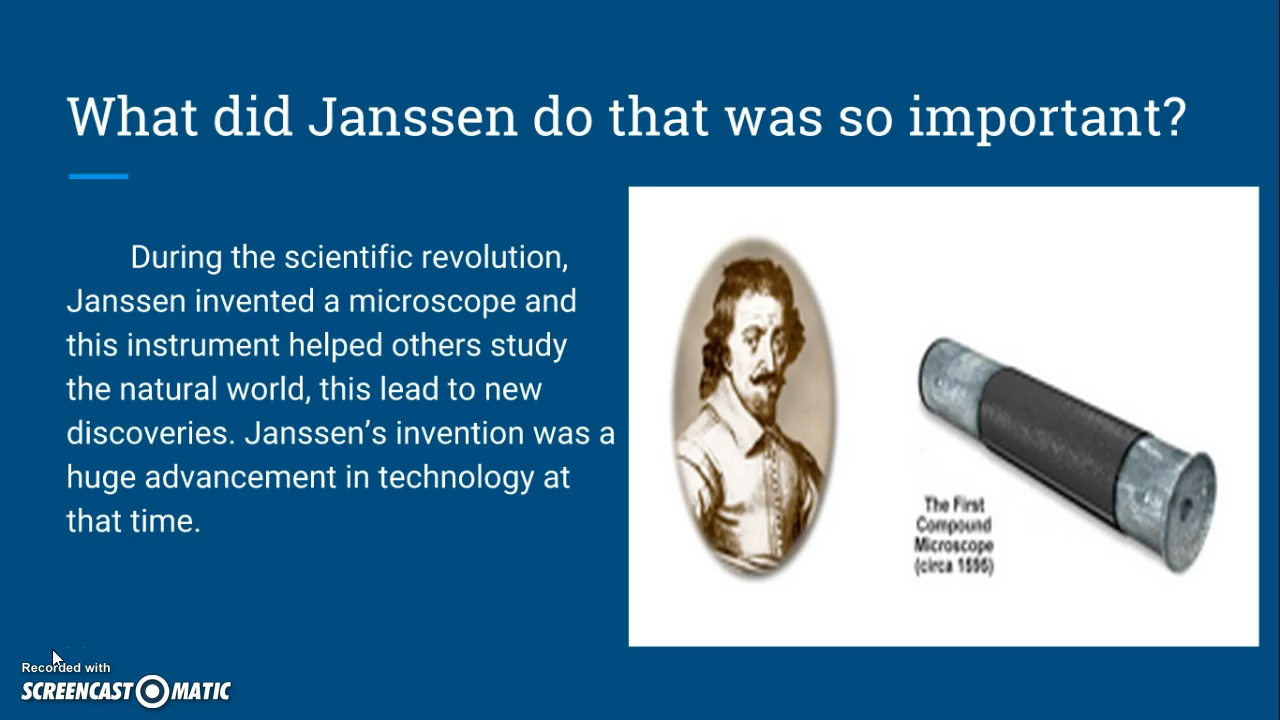 What did Janssen do that was so important?
During the scientific revolution,
Janssen invented a microscope and
this instrument helped others study
the natural world, this lead to new
discoveries. Janssen’s invention was a
huge advancement in technology at
that time.
The First
Compound
Microscope
(circa 1595)
Recorded with
SCREENCAST MATIC